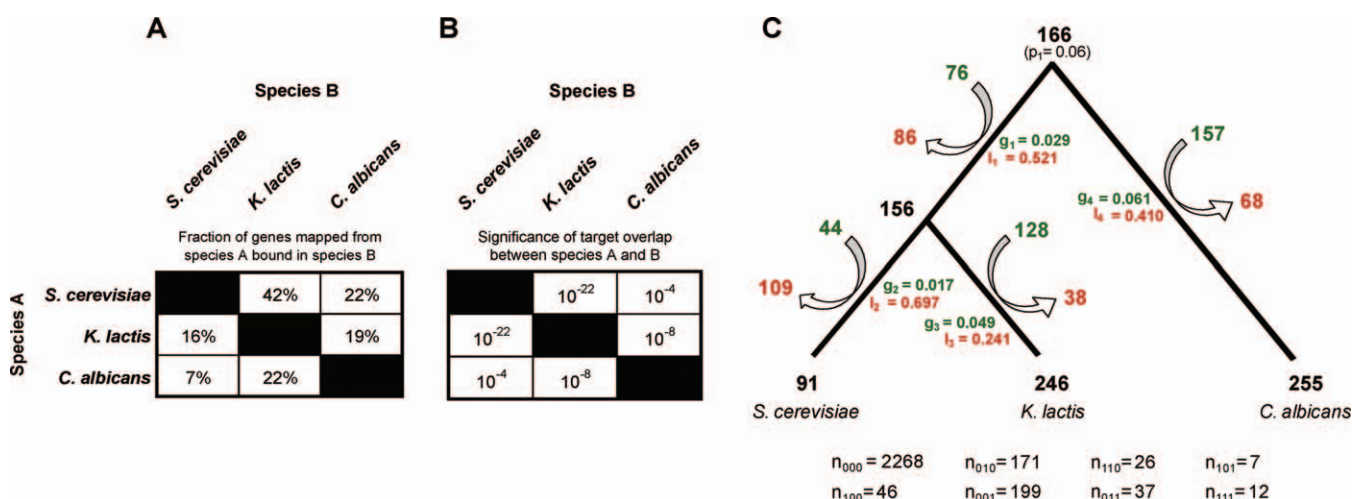 A
Species B
S. cerevisiae
K. lactis
C. albicans
Fraction of genes mapped from
species A bound in species B
Species A
S. cerevisiae 42% 22%
K. lactis 16% 19%
C. albicans 7% 22%
B
Species B
S. cerevisiae
K. lactis
C. albicans
Significance of target overlap
between species A and B
10⁻²² 10⁻⁴
10⁻²² 10⁻⁸
10⁻⁴ 10⁻⁸
C
166
(p₁= 0.06)
76
86
g₁= 0.029
l₁ = 0.521
157
68
g₄= 0.061
l₄ = 0.410
156
44
109
g₂= 0.017
l₂ = 0.697
128
38
g₃= 0.049
l₃ = 0.241
91 246 255
S. cerevisiae K. lactis C. albicans
n₀₀₀= 2268 n₀₁₀= 171 n₁₁₀= 26 n₁₀₁= 7
n₁₀₀= 46 n₀₀₁= 199 n₀₁₁= 37 n₁₁₁= 12